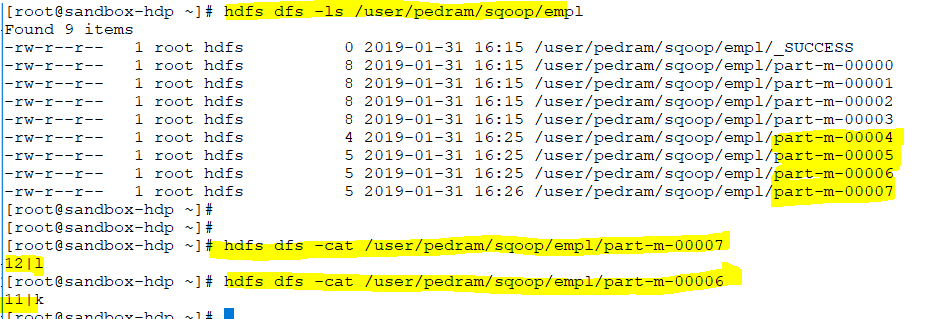 [root@sandbox-hdp ~]# hdfs dfs -ls /user/pedram/sqoop/empl
Found 9 items
-rw-r--r--   1 root hdfs          0 2019-01-31 16:15 /user/pedram/sqoop/empl/_SUCCESS
-rw-r--r--   1 root hdfs          8 2019-01-31 16:15 /user/pedram/sqoop/empl/part-m-00000
-rw-r--r--   1 root hdfs          8 2019-01-31 16:15 /user/pedram/sqoop/empl/part-m-00001
-rw-r--r--   1 root hdfs          8 2019-01-31 16:15 /user/pedram/sqoop/empl/part-m-00002
-rw-r--r--   1 root hdfs          8 2019-01-31 16:15 /user/pedram/sqoop/empl/part-m-00003
-rw-r--r--   1 root hdfs          4 2019-01-31 16:25 /user/pedram/sqoop/empl/part-m-00004
-rw-r--r--   1 root hdfs          5 2019-01-31 16:25 /user/pedram/sqoop/empl/part-m-00005
-rw-r--r--   1 root hdfs          5 2019-01-31 16:25 /user/pedram/sqoop/empl/part-m-00006
-rw-r--r--   1 root hdfs          5 2019-01-31 16:26 /user/pedram/sqoop/empl/part-m-00007
[root@sandbox-hdp ~]#
[root@sandbox-hdp ~]#
[root@sandbox-hdp ~]# hdfs dfs -cat /user/pedram/sqoop/empl/part-m-00007
12|l
[root@sandbox-hdp ~]# hdfs dfs -cat /user/pedram/sqoop/empl/part-m-00006
11|k
[root@sandbox-hdp ~]#